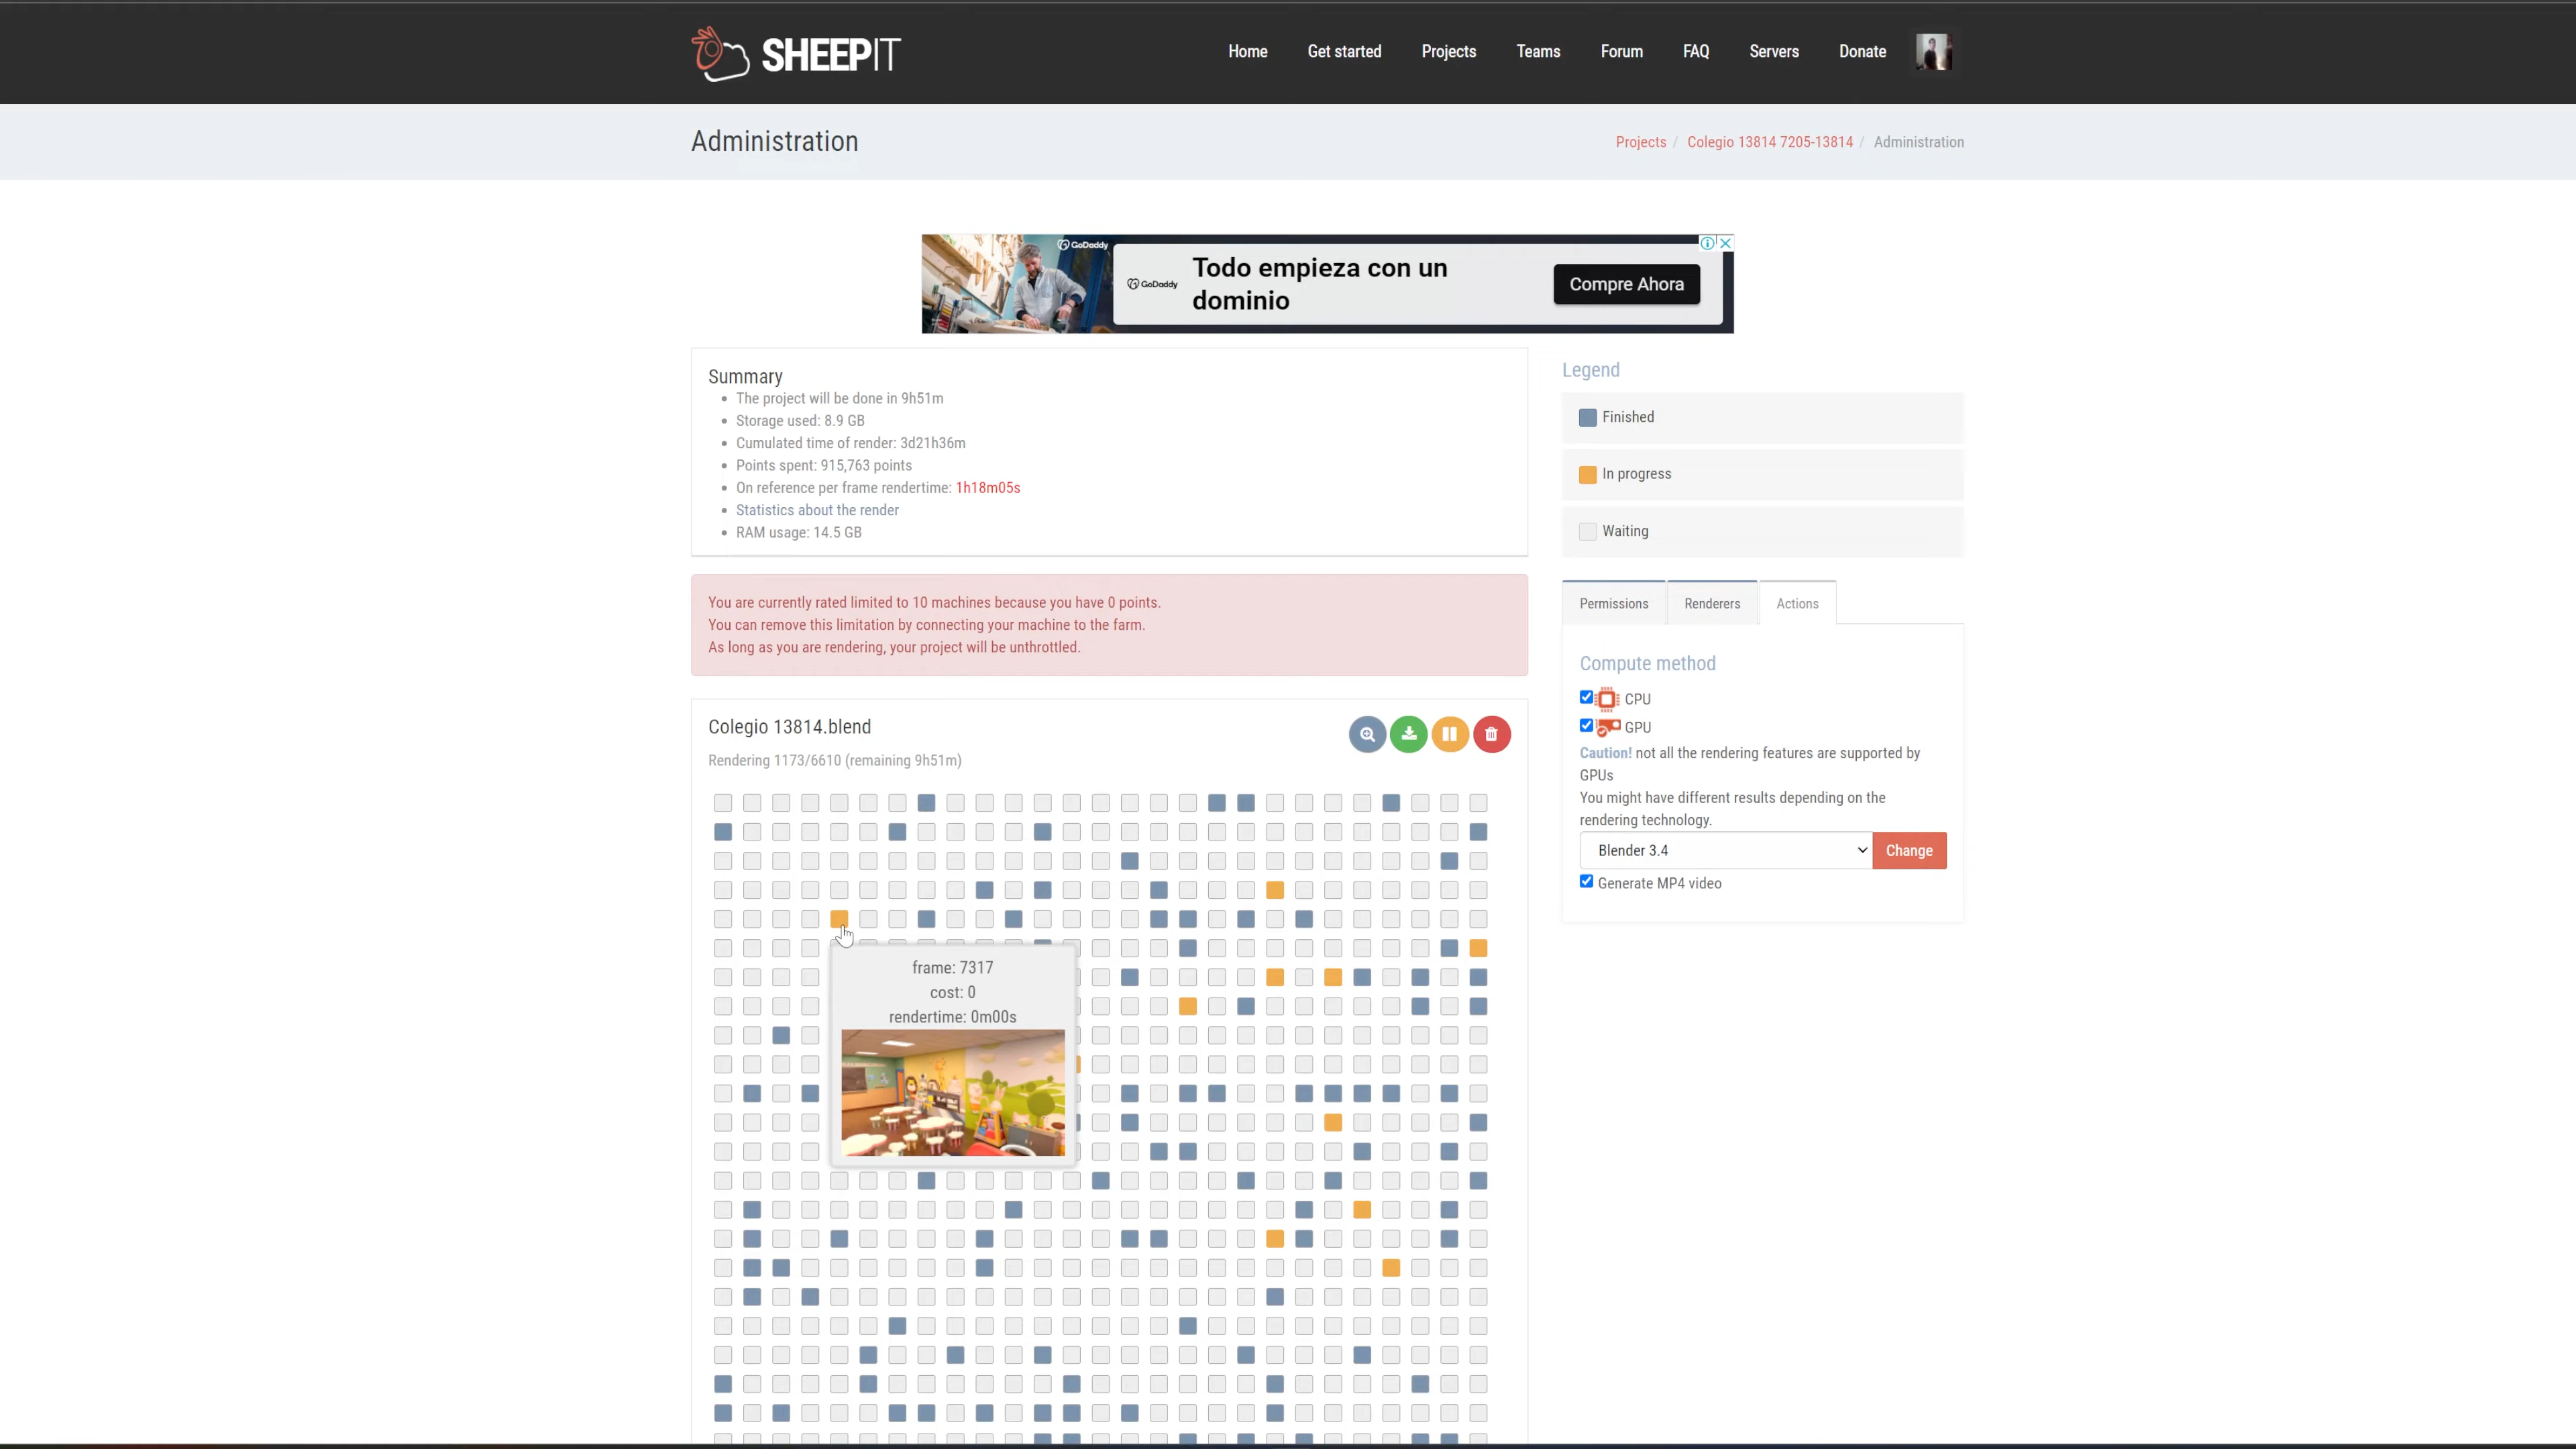 SHEEPIT
Home
Get started
Projects
Teams
Forum
FAQ
Servers
Donate
Administration
Projects / Colegio 13814 7205-13814 / Administration
GoDaddy
GoDaddy
Todo empieza con un
dominio
Compre Ahora
Summary
The project will be done in 9h51m
Storage used: 8.9 GB
Cumulated time of render: 3d21h36m
Points spent: 915,763 points
On reference per frame rendertime: 1h18m05s
Statistics about the render
RAM usage: 14.5 GB
Legend
Finished
In progress
Waiting
You are currently rated limited to 10 machines because you have 0 points.
You can remove this limitation by connecting your machine to the farm.
As long as you are rendering, your project will be unthrottled.
Permissions
Renderers
Actions
Compute method
CPU
GPU
Caution! not all the rendering features are supported by
GPUs
You might have different results depending on the
rendering technology.
Blender 3.4
Change
Generate MP4 video
Colegio 13814.blend
Rendering 1173/6610 (remaining 9h51m)
frame: 7317
cost: 0
rendertime: 0m00s